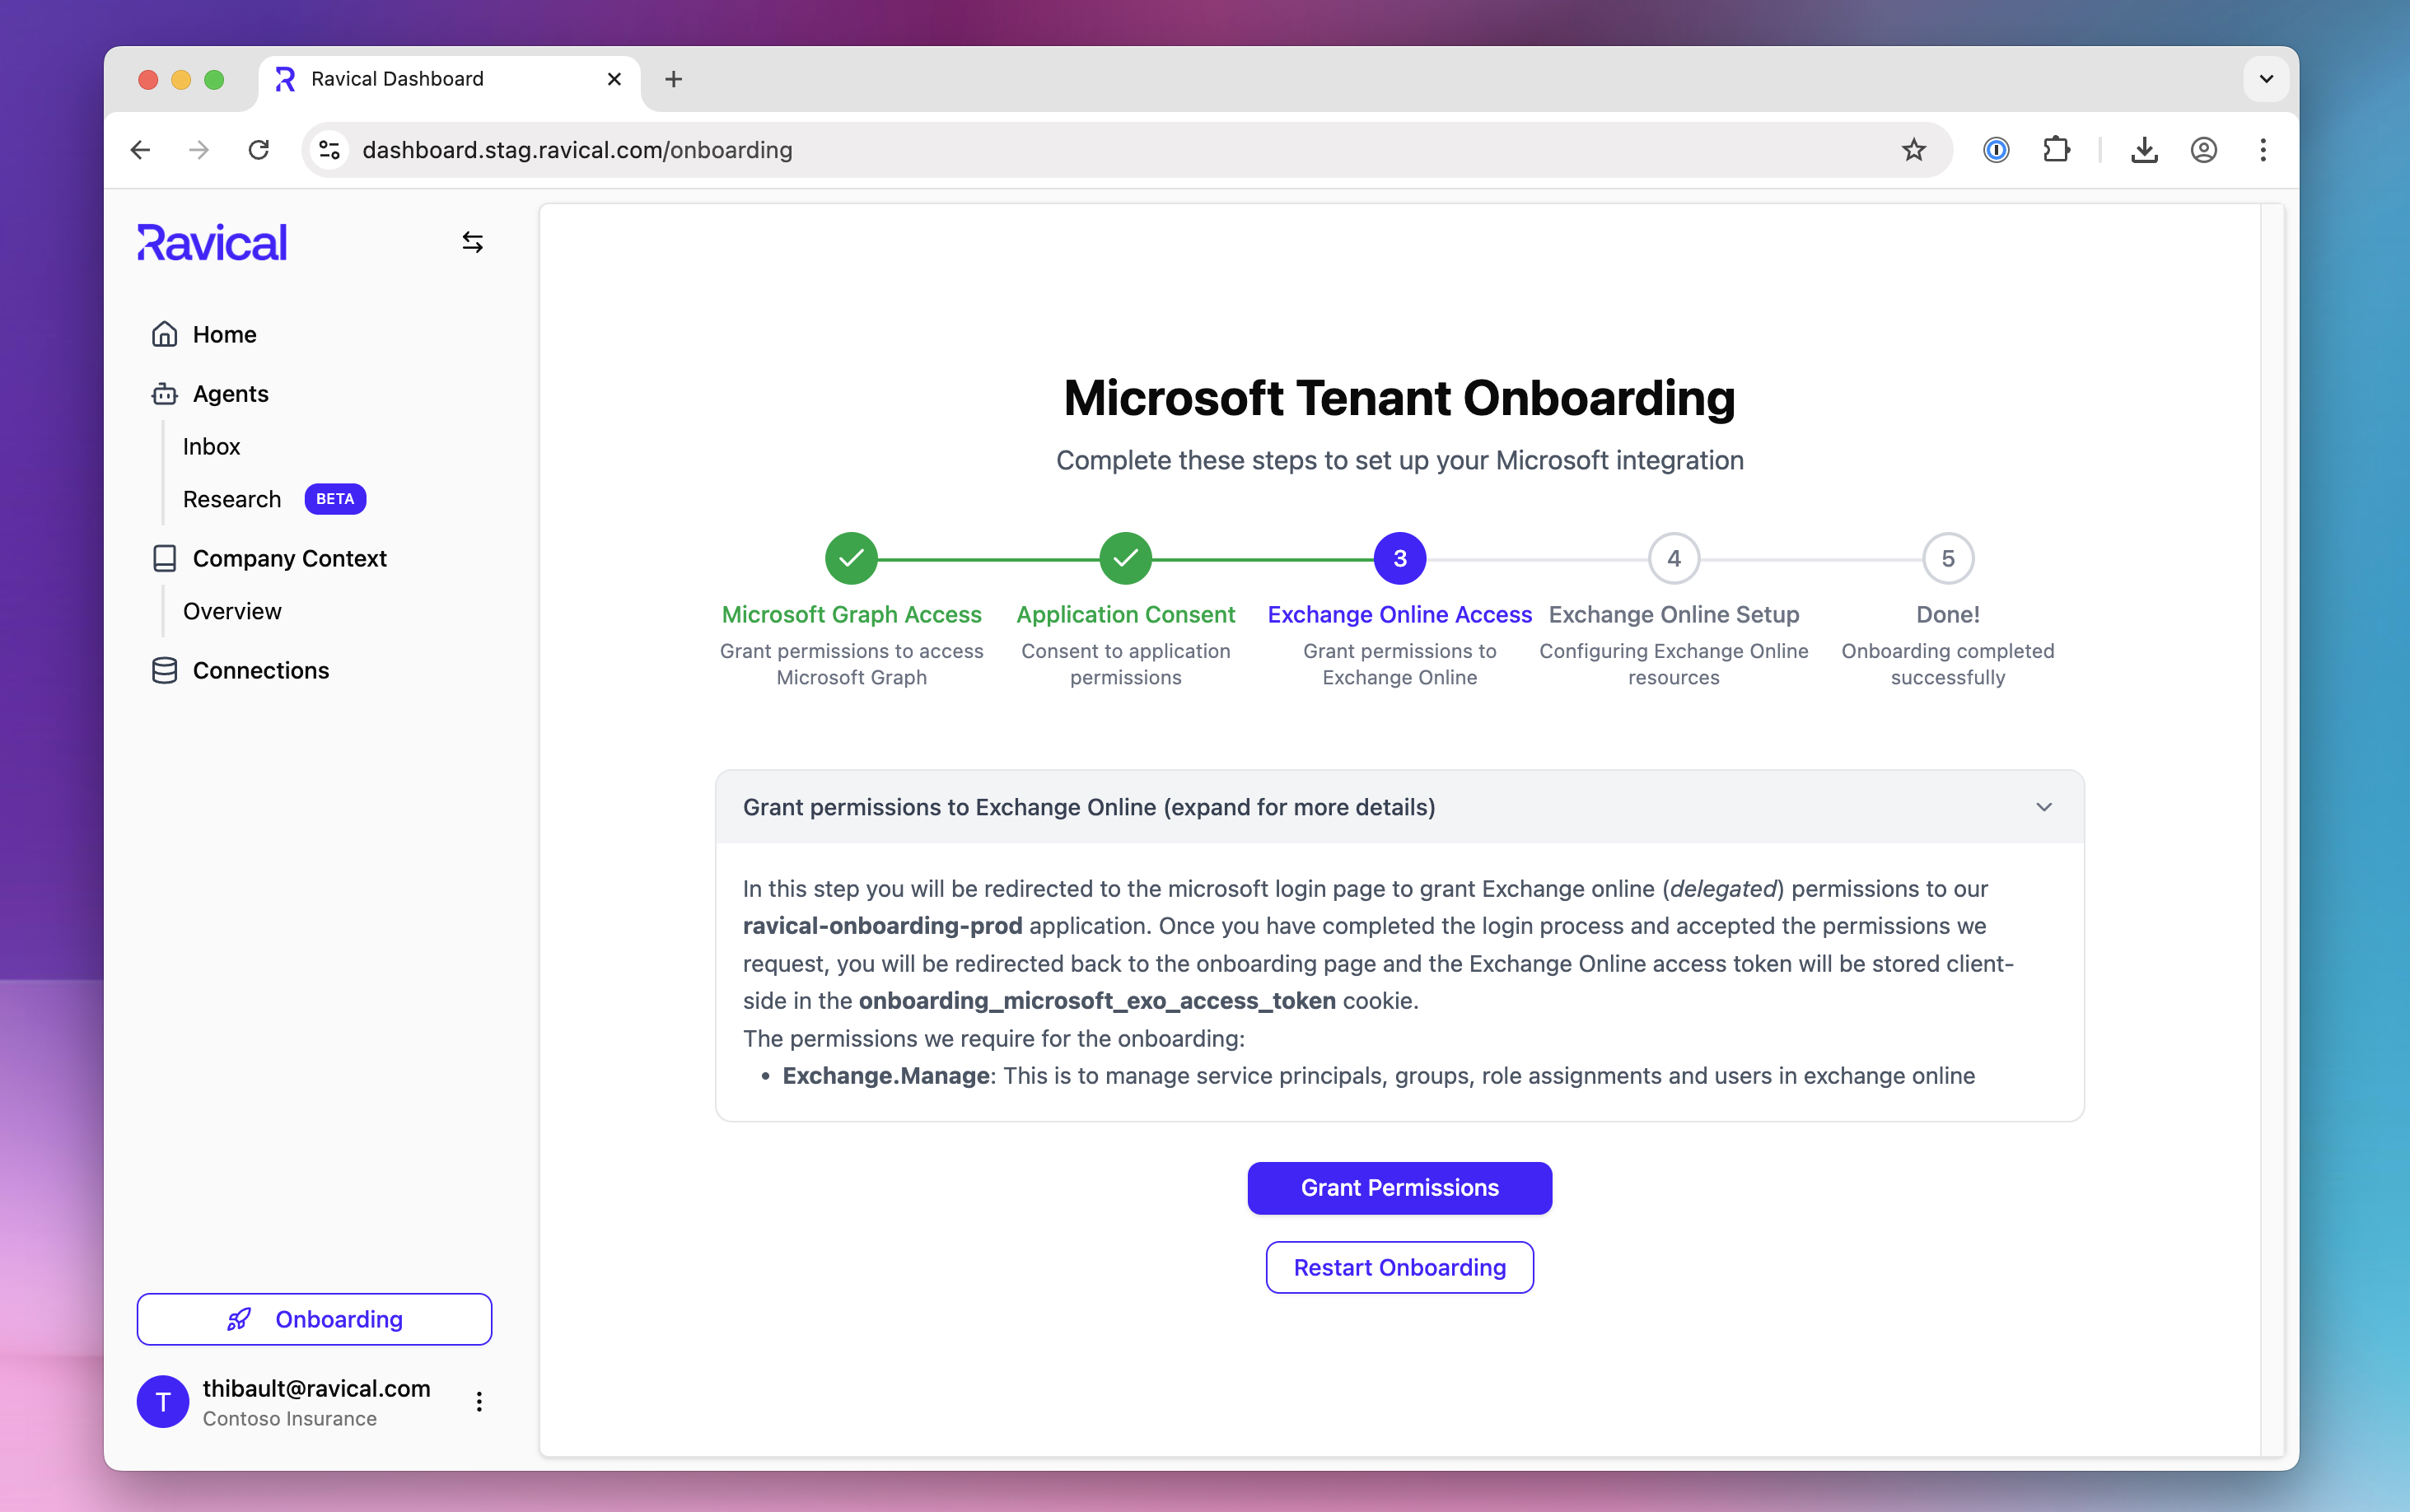 Ravical Dashboard
dashboard.stag.ravical.com/onboarding
Ravical
Home
Agents
Inbox
Research BETA
Company Context
Overview
Connections
Onboarding
T
thibault@ravical.com
Contoso Insurance
Microsoft Tenant Onboarding
Complete these steps to set up your Microsoft integration
3 4 5
Microsoft Graph Access Application Consent Exchange Online Access Exchange Online Setup Done!
Grant permissions to access Consent to application Grant permissions to Configuring Exchange Online Onboarding completed
Microsoft Graph permissions Exchange Online resources successfully
Grant permissions to Exchange Online (expand for more details)
In this step you will be redirected to the microsoft login page to grant Exchange online (delegated) permissions to our
ravical-onboarding-prod application. Once you have completed the login process and accepted the permissions we
request, you will be redirected back to the onboarding page and the Exchange Online access token will be stored client-
side in the onboarding_microsoft_exo_access_token cookie.
The permissions we require for the onboarding:
• Exchange.Manage: This is to manage service principals, groups, role assignments and users in exchange online
Grant Permissions
Restart Onboarding